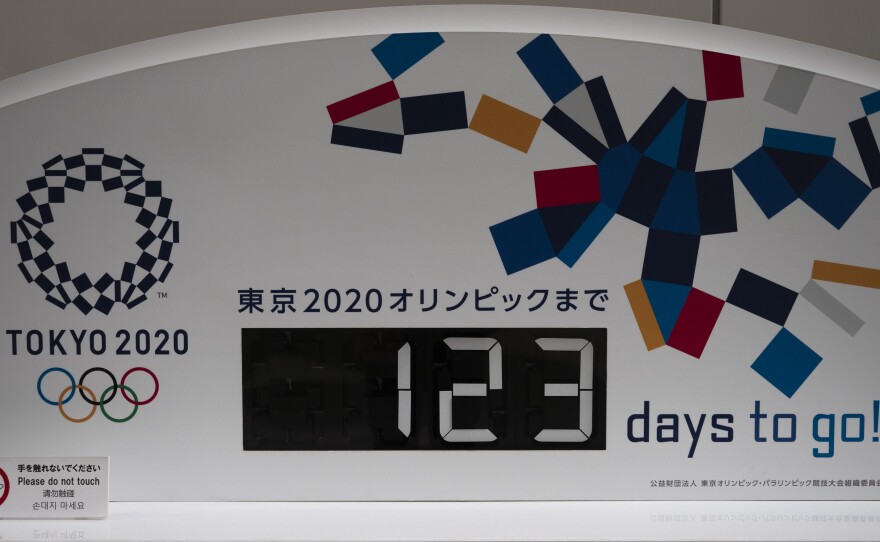 東京2020オリンピックまで
TM
TOKYO 2020
123
days to go!
手を触れないでください
Please do not touch
请勿触碰
손대지 마세요
公益財団法人 東京オリンピック・パラリンピック競技大会組織委員会